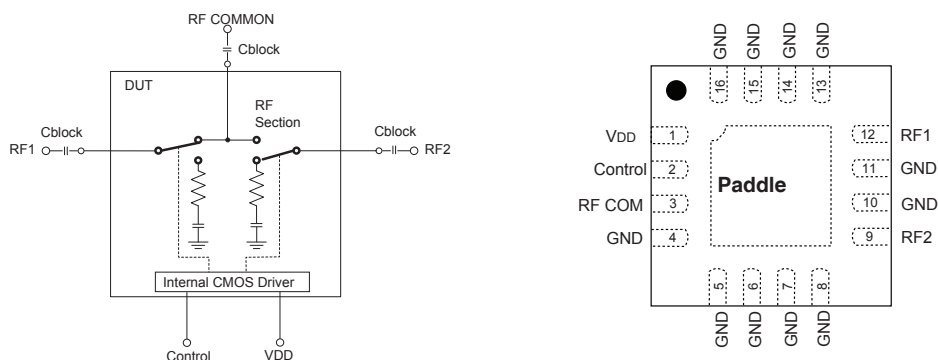 RF COMMON
Cblock
DUT
RF
Section
Cblock
Cblock
RF1
RF2
Internal CMOS Driver
Control
VDD
GND
GND
GND
GND
16
15
14
13
VDD
1
12
RF1
Control
2
11
GND
RF COM
3
10
GND
GND
4
9
RF2
Paddle
5
6
7
8
GND
GND
GND
GND